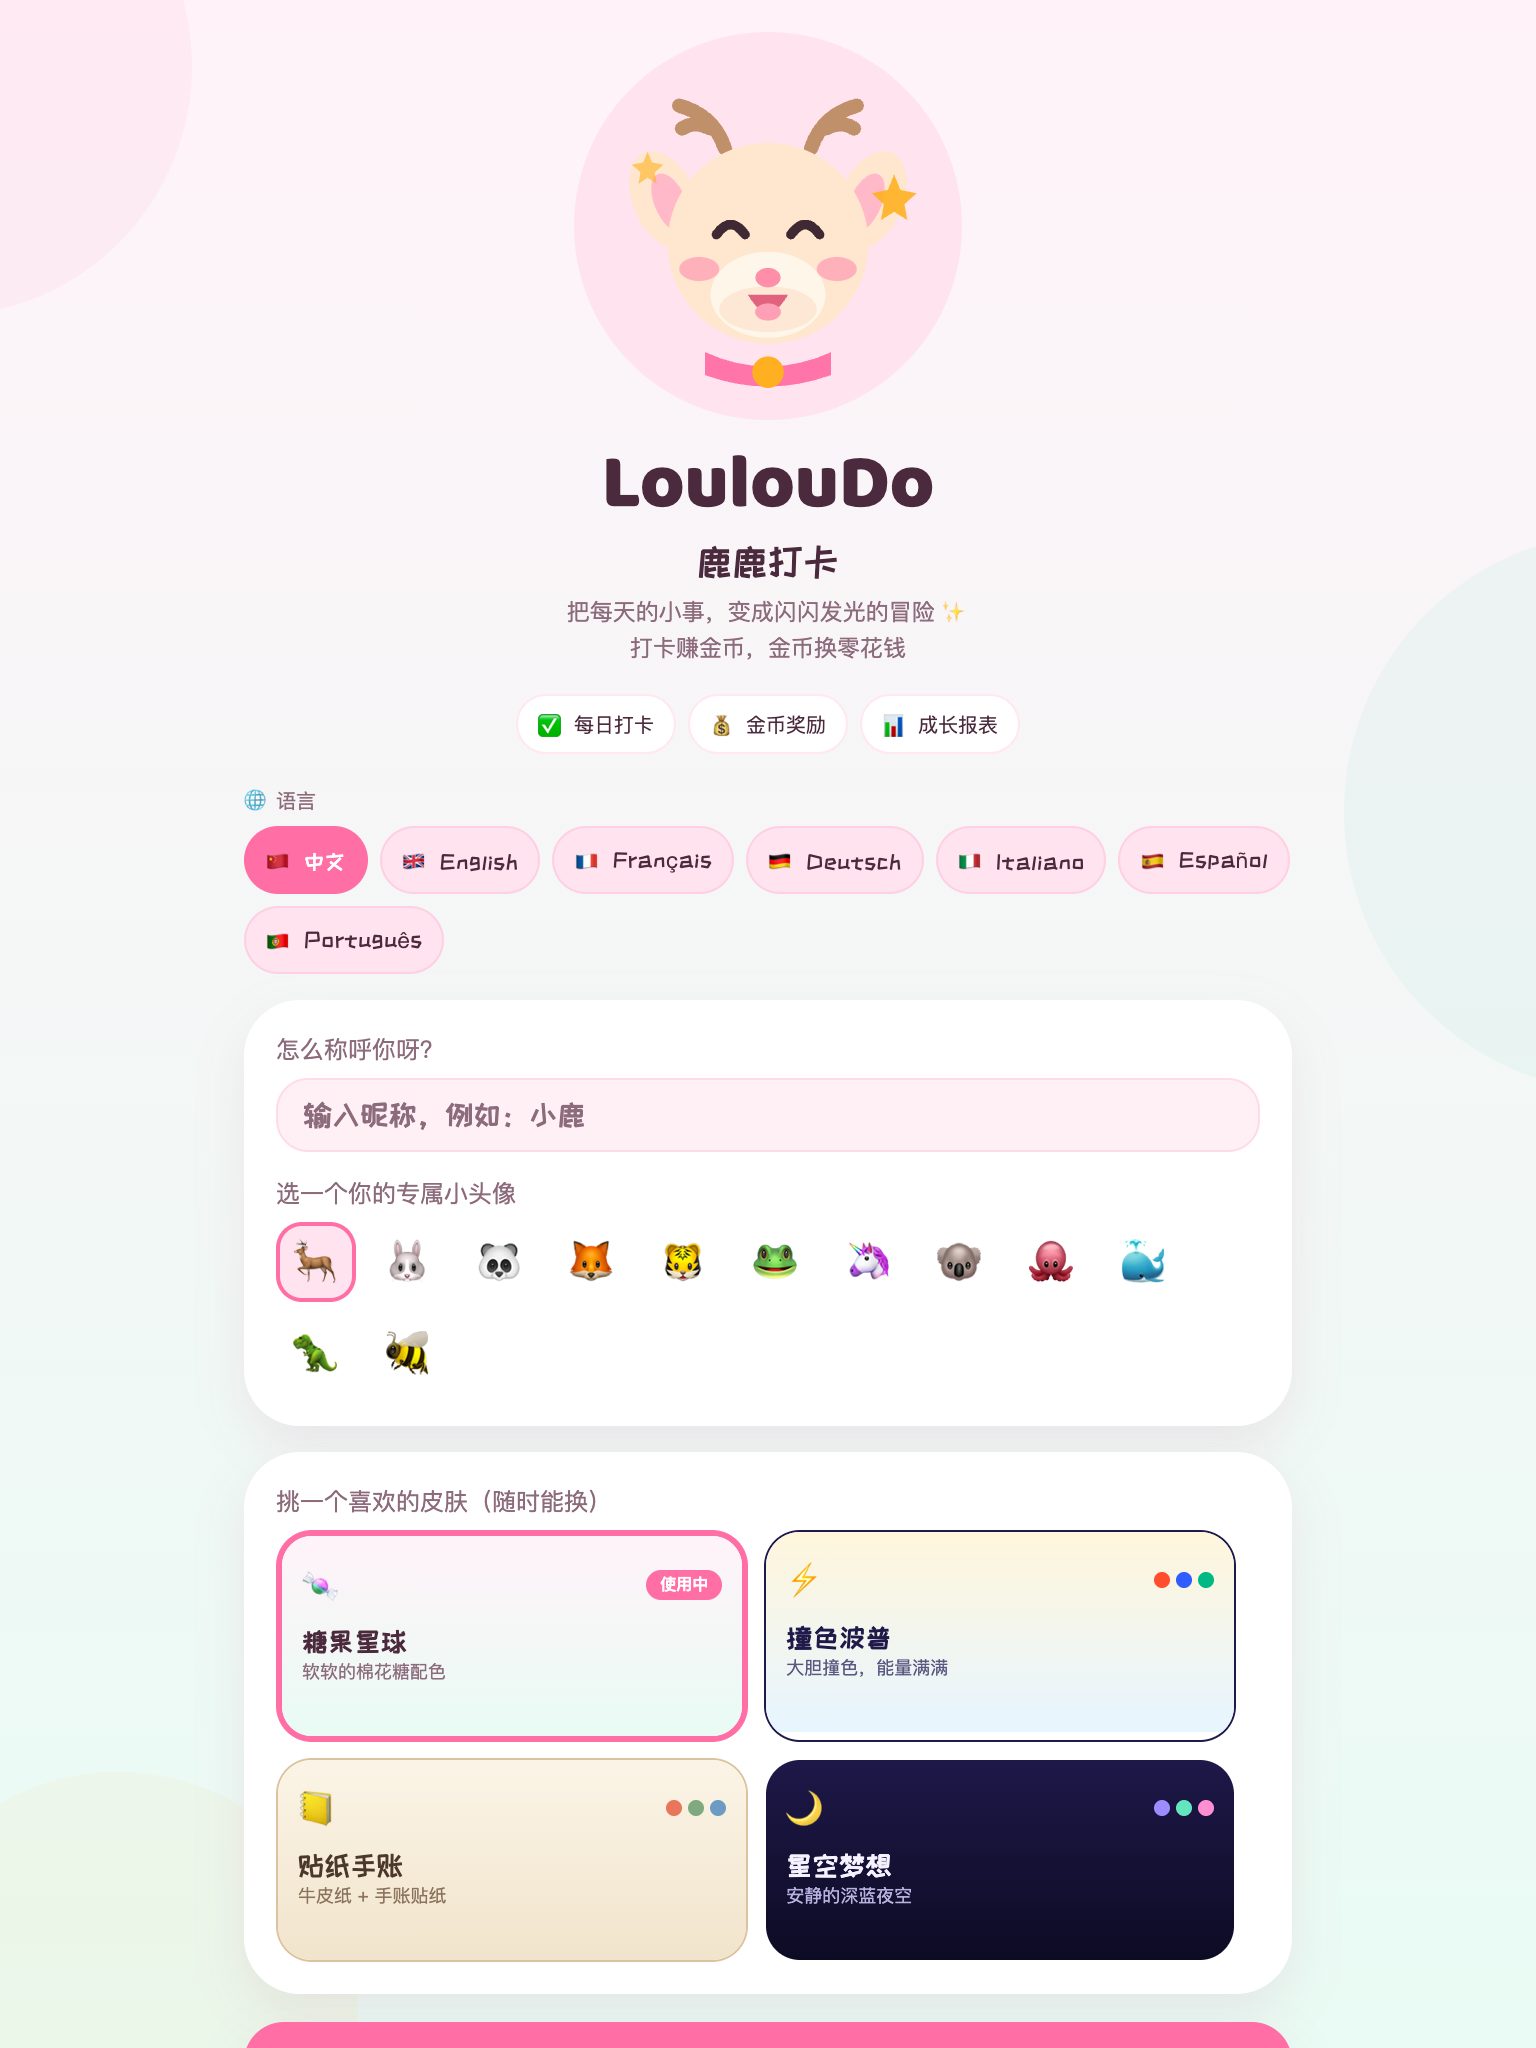 LoulouDo
鹿鹿打卡
把每天的小事，变成闪闪发光的冒险 ✨
打卡赚金币，金币换零花钱
✅ 每日打卡
💰 金币奖励
📊 成长报表
🌐 语言
🇨🇳 中文
🇬🇧 English
🇫🇷 Français
🇩🇪 Deutsch
🇮🇹 Italiano
🇪🇸 Español
🇵🇹 Português
怎么称呼你呀？
输入昵称，例如：小鹿
选一个你的专属小头像
挑一个喜欢的皮肤（随时能换）
使用中
糖果星球
软软的棉花糖配色
撞色波普
大胆撞色，能量满满
贴纸手账
牛皮纸 + 手账贴纸
星空梦想
安静的深蓝夜空